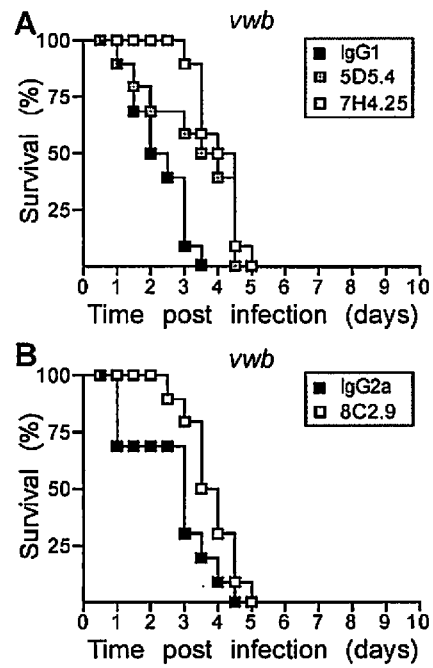 A
vwb
IgG1
5D5.4
7H4.25
100
75
50
25
Survival (%)
0 1 2 3 4 5 6 7 8 9 10
Time post infection (days)
B
vwb
IgG2a
8C2.9
100
50
25
Survival (%)
0 1 2 3 4 5 6 7 8 9 10
Time post infection (days)